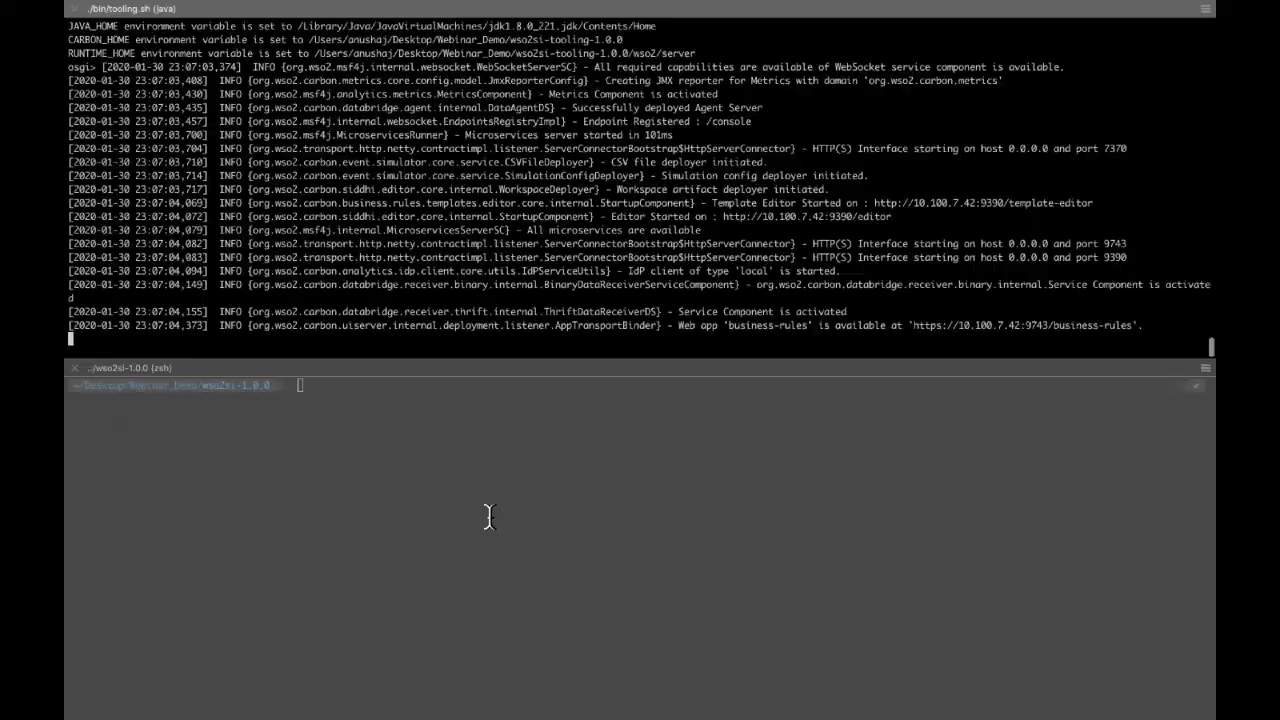 ./bin/tooling.sh (java)
JAVA_HOME environment variable is set to /Library/Java/JavaVirtualMachines/jdk1.8.0_221.jdk/Contents/Home
CARBON_HOME environment variable is set to /Users/anushaj/Desktop/Webinar_Demo/wso2si-tooling-1.0.0
RUNTIME_HOME environment variable is set to /Users/anushaj/Desktop/Webinar_Demo/wso2si-tooling-1.0.0/wso2/server
osgi> [2020-01-30 23:07:03,374]  INFO {org.wso2.msf4j.internal.websocket.WebSocketServerSC} - All required capabilities are available of WebSocket service component is available.
[2020-01-30 23:07:03,408]  INFO {org.wso2.carbon.metrics.core.config.model.JmxReporterConfig} - Creating JMX reporter for Metrics with domain 'org.wso2.carbon.metrics'
[2020-01-30 23:07:03,430]  INFO {org.wso2.msf4j.analytics.metrics.MetricsComponent} - Metrics Component is activated
[2020-01-30 23:07:03,435]  INFO {org.wso2.carbon.databridge.agent.internal.DataAgentDS} - Successfully deployed Agent Server
[2020-01-30 23:07:03,457]  INFO {org.wso2.msf4j.internal.websocket.EndpointsRegistryImpl} - Endpoint Registered : /console
[2020-01-30 23:07:03,700]  INFO {org.wso2.msf4j.MicroservicesRunner} - Microservices server started in 101ms
[2020-01-30 23:07:03,704]  INFO {org.wso2.transport.http.netty.contractimpl.listener.ServerConnectorBootstrap$HttpServerConnector} - HTTP(S) Interface starting on host 0.0.0.0 and port 7370
[2020-01-30 23:07:03,710]  INFO {org.wso2.carbon.event.simulator.core.service.CSVFileDeployer} - CSV file deployer initiated.
[2020-01-30 23:07:03,714]  INFO {org.wso2.carbon.event.simulator.core.service.SimulationConfigDeployer} - Simulation config deployer initiated.
[2020-01-30 23:07:03,717]  INFO {org.wso2.carbon.siddhi.editor.core.internal.WorkspaceDeployer} - Workspace artifact deployer initiated.
[2020-01-30 23:07:04,069]  INFO {org.wso2.carbon.business.rules.templates.editor.core.internal.StartupComponent} - Template Editor Started on : http://10.100.7.42:9390/template-editor
[2020-01-30 23:07:04,072]  INFO {org.wso2.carbon.siddhi.editor.core.internal.StartupComponent} - Editor Started on : http://10.100.7.42:9390/editor
[2020-01-30 23:07:04,079]  INFO {org.wso2.msf4j.internal.MicroservicesServerSC} - All microservices are available
[2020-01-30 23:07:04,082]  INFO {org.wso2.transport.http.netty.contractimpl.listener.ServerConnectorBootstrap$HttpServerConnector} - HTTP(S) Interface starting on host 0.0.0.0 and port 9743
[2020-01-30 23:07:04,083]  INFO {org.wso2.transport.http.netty.contractimpl.listener.ServerConnectorBootstrap$HttpServerConnector} - HTTP(S) Interface starting on host 0.0.0.0 and port 9390
[2020-01-30 23:07:04,094]  INFO {org.wso2.carbon.analytics.idp.client.core.utils.IdPServiceUtils} - IdP client of type 'local' is started.
[2020-01-30 23:07:04,149]  INFO {org.wso2.carbon.databridge.receiver.binary.internal.BinaryDataReceiverServiceComponent} - org.wso2.carbon.databridge.receiver.binary.internal.Service Component is activate
d
[2020-01-30 23:07:04,155]  INFO {org.wso2.carbon.databridge.receiver.thrift.internal.ThriftDataReceiverDS} - Service Component is activated
[2020-01-30 23:07:04,373]  INFO {org.wso2.carbon.uiserver.internal.deployment.listener.AppTransportBinder} - Web app 'business-rules' is available at 'https://10.100.7.42:9743/business-rules'.
../wso2si-1.0.0 (zsh)
~/Desktop/Webinar_Demo/wso2si-1.0.0